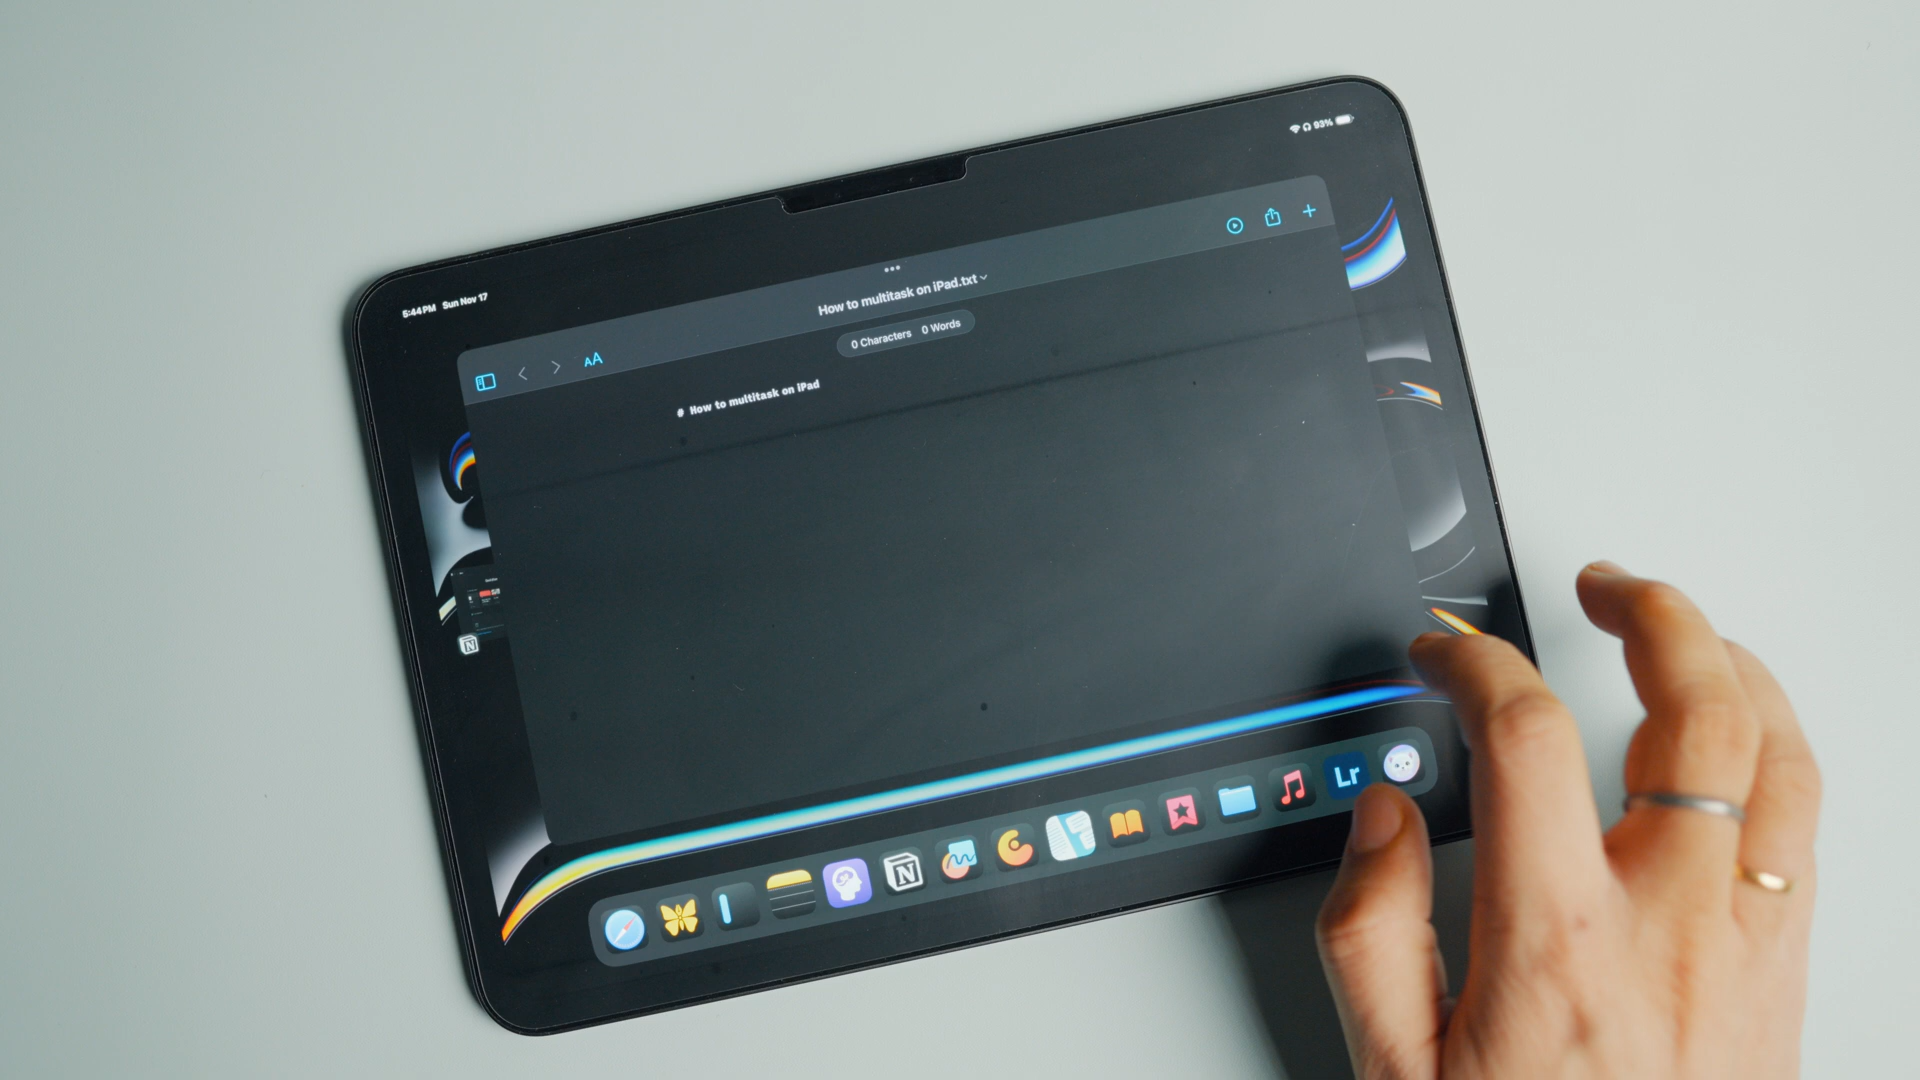 5:44 PM Sun Nov 17
93%
How to multitask on iPad.txt
AA
0 Characters 0 Words
# How to multitask on iPad
N
N
Lr